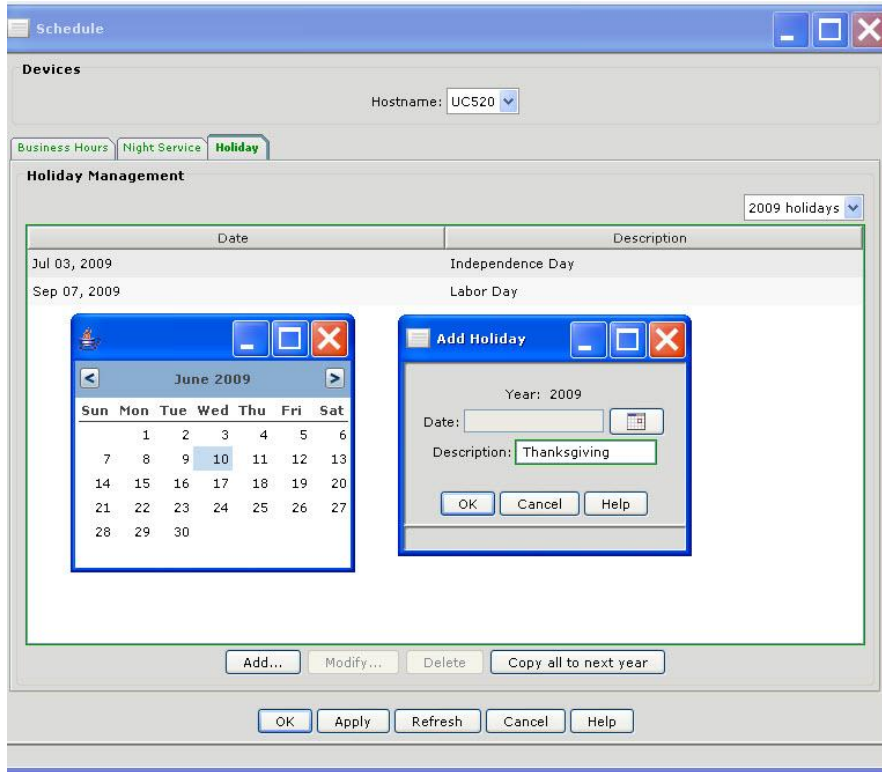 Schedule
Devices
Hostname: UC520
Business Hours Night Service Holiday
Holiday Management
2009 holidays
Date Description
Jul 03, 2009 Independence Day
Sep 07, 2009 Labor Day
June 2009
Sun Mon Tue Wed Thu Fri Sat
1 2 3 4 5 6
7 8 9 10 11 12 13
14 15 16 17 18 19 20
21 22 23 24 25 26 27
28 29 30
Add Holiday
Year: 2009
Date:
Description: Thanksgiving
OK Cancel Help
Add... Modify... Delete Copy all to next year
OK Apply Refresh Cancel Help